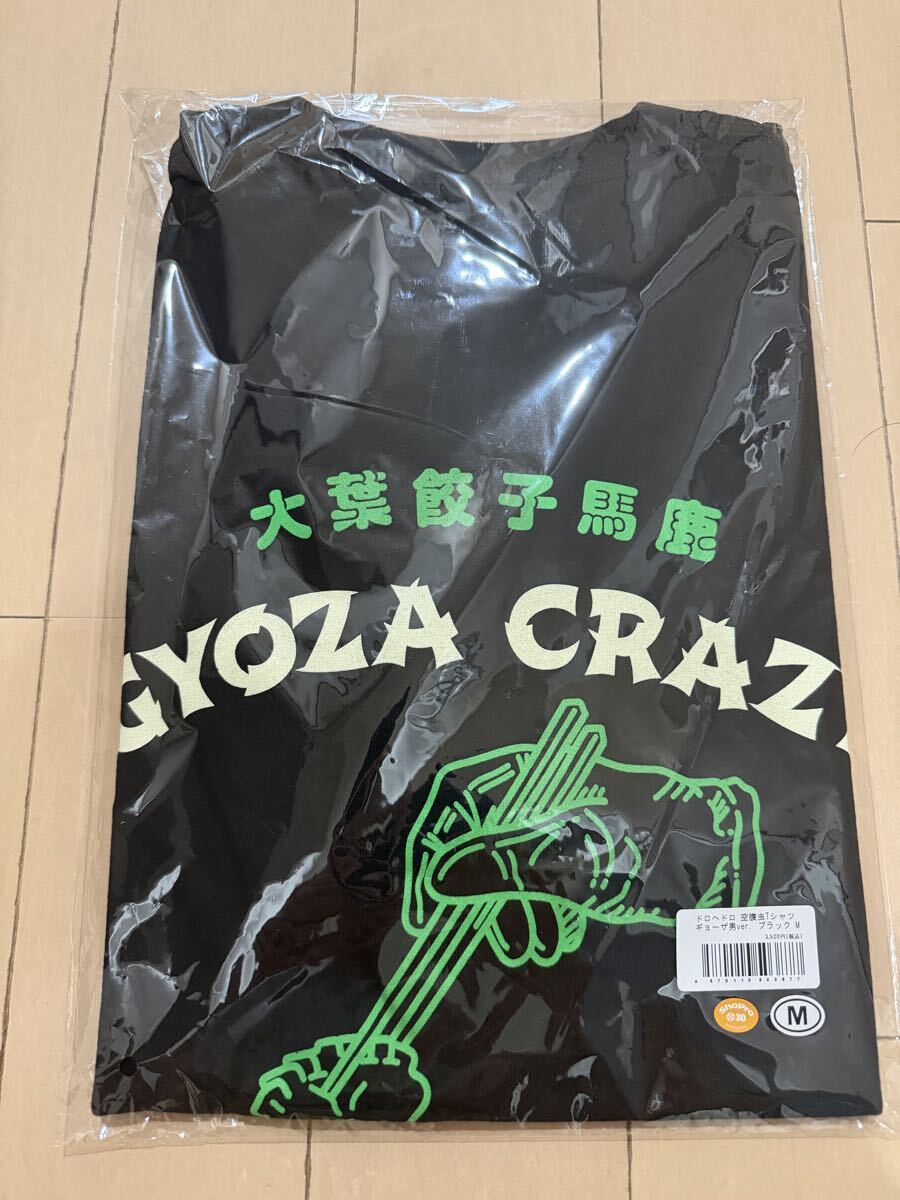 大葉餃子馬鹿
GYOZA CRAZ
ドロヘドロ 空腹虫Tシャツ
ギョーザ男ver. ブラック M
3,520円(税込)
ShoPro
M